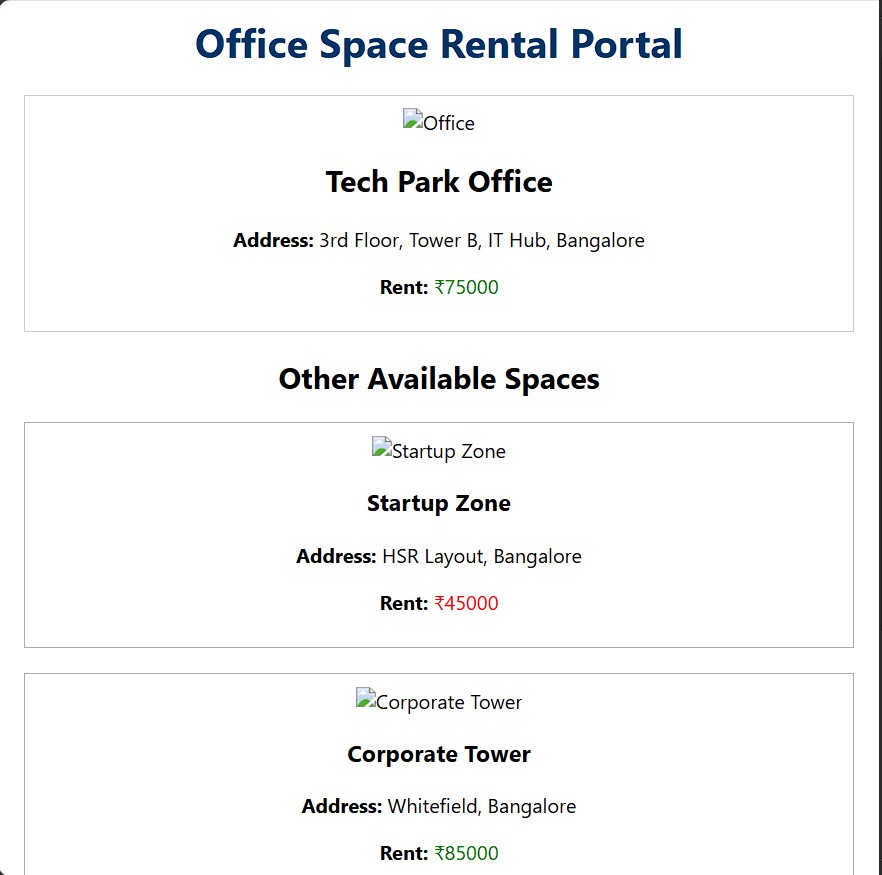 Office Space Rental Portal
Office
Tech Park Office
Address: 3rd Floor, Tower B, IT Hub, Bangalore
Rent: ₹75000
Other Available Spaces
Startup Zone
Startup Zone
Address: HSR Layout, Bangalore
Rent: ₹45000
Corporate Tower
Corporate Tower
Address: Whitefield, Bangalore
Rent: ₹85000